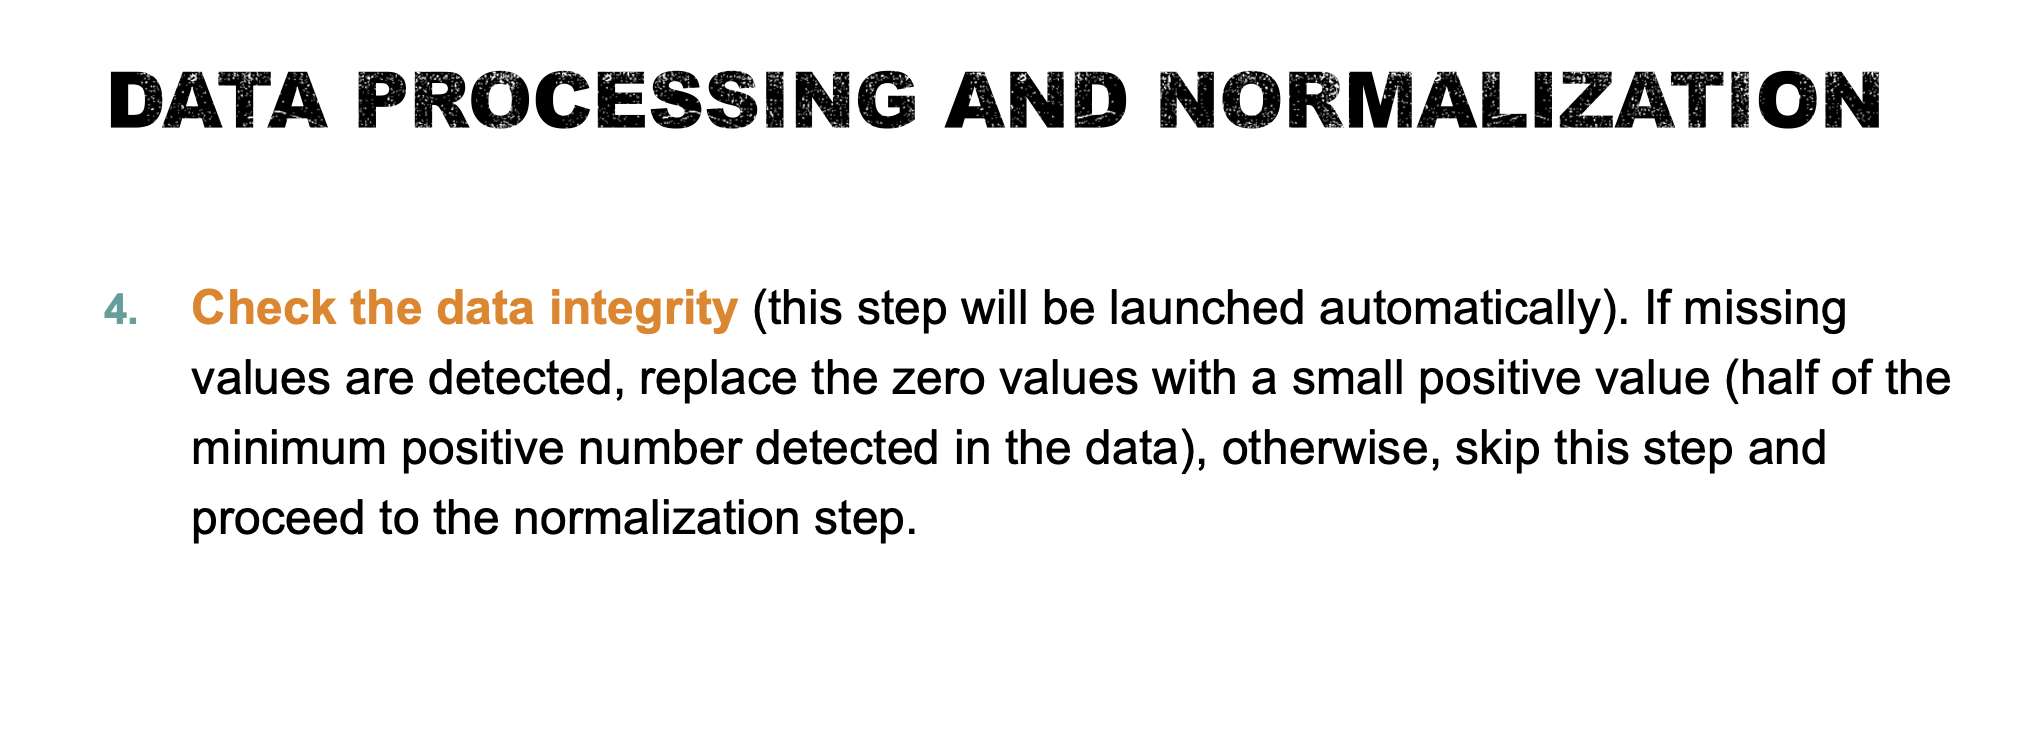 DATA PROCESSING AND NORMALIZATION
4. Check the data integrity (this step will be launched automatically). If missing
values are detected, replace the zero values with a small positive value (half of the
minimum positive number detected in the data), otherwise, skip this step and
proceed to the normalization step.